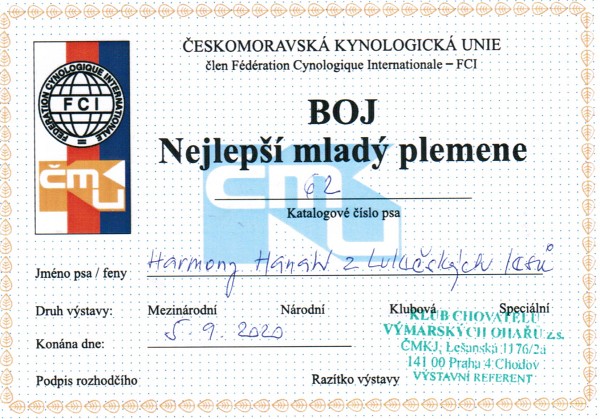 ČESKOMORAVSKÁ KYNOLOGICKÁ UNIE
člen Fédération Cynologique Internationale – FCI
FEDERATION CYNOLOGIQUE INTERNATIONALE
FCI
ČMKU
BOJ
Nejlepší mladý plemene
62
Katalogové číslo psa
Jméno psa / feny Harmony Hanah z Lukečských lesů
Druh výstavy: Mezinárodní Národní Klubová Speciální
Konána dne: 5. 9. 2020
KLUB CHOVATELŮ
VÝMARSKÝCH OHAŘŮ z.s.
ČMKJ, Lešanská 1176/2a
141 00 Praha 4 Chodov
VÝSTAVNÍ REFERENT
Podpis rozhodčího Razítko výstavy